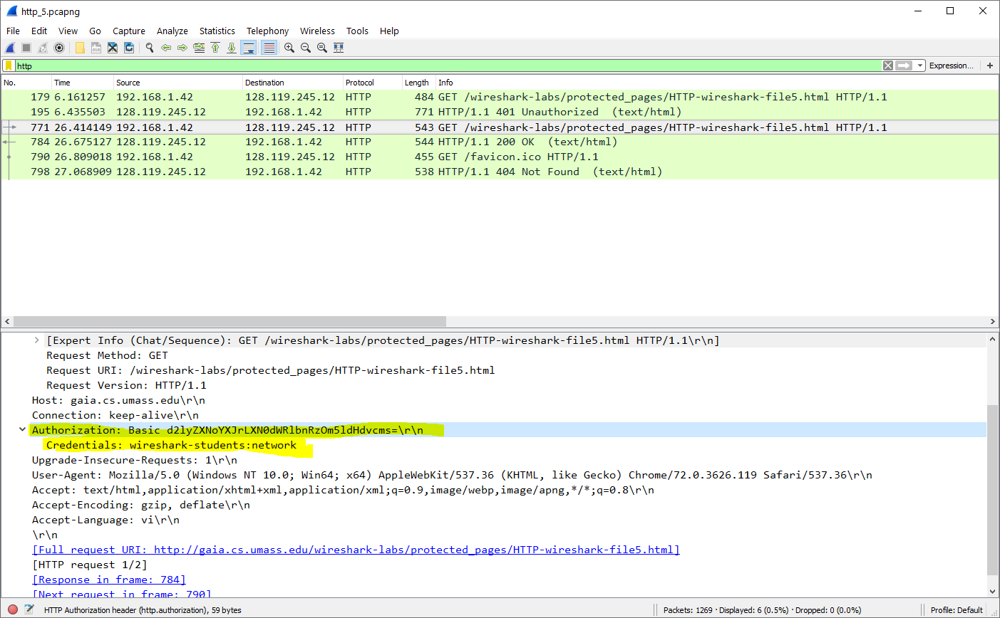 http_5.pcapng
File Edit View Go Capture Analyze Statistics Telephony Wireless Tools Help
http Expression... +
No. Time Source Destination Protocol Length Info
179 6.161257 192.168.1.42 128.119.245.12 HTTP 484 GET /wireshark-labs/protected_pages/HTTP-wireshark-file5.html HTTP/1.1
195 6.435503 128.119.245.12 192.168.1.42 HTTP 771 HTTP/1.1 401 Unauthorized (text/html)
771 26.414149 192.168.1.42 128.119.245.12 HTTP 543 GET /wireshark-labs/protected_pages/HTTP-wireshark-file5.html HTTP/1.1
784 26.675127 128.119.245.12 192.168.1.42 HTTP 544 HTTP/1.1 200 OK (text/html)
790 26.809018 192.168.1.42 128.119.245.12 HTTP 455 GET /favicon.ico HTTP/1.1
798 27.068909 128.119.245.12 192.168.1.42 HTTP 538 HTTP/1.1 404 Not Found (text/html)
[Expert Info (Chat/Sequence): GET /wireshark-labs/protected_pages/HTTP-wireshark-file5.html HTTP/1.1\r\n]
Request Method: GET
Request URI: /wireshark-labs/protected_pages/HTTP-wireshark-file5.html
Request Version: HTTP/1.1
Host: gaia.cs.umass.edu\r\n
Connection: keep-alive\r\n
Authorization: Basic d2lyZXNoYXJrLXN0dWRlbnRzOm5ldHdvcms=\r\n
Credentials: wireshark-students:network
Upgrade-Insecure-Requests: 1\r\n
User-Agent: Mozilla/5.0 (Windows NT 10.0; Win64; x64) AppleWebKit/537.36 (KHTML, like Gecko) Chrome/72.0.3626.119 Safari/537.36\r\n
Accept: text/html,application/xhtml+xml,application/xml;q=0.9,image/webp,image/apng,*/*;q=0.8\r\n
Accept-Encoding: gzip, deflate\r\n
Accept-Language: vi\r\n
\r\n
[Full request URI: http://gaia.cs.umass.edu/wireshark-labs/protected_pages/HTTP-wireshark-file5.html]
[HTTP request 1/2]
[Response in frame: 784]
[Next request in frame: 790]
HTTP Authorization header (http.authorization), 59 bytes Packets: 1269 · Displayed: 6 (0.5%) · Dropped: 0 (0.0%) Profile: Default